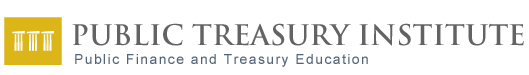 PUBLIC TREASURY INSTITUTE
Public Finance and Treasury Education